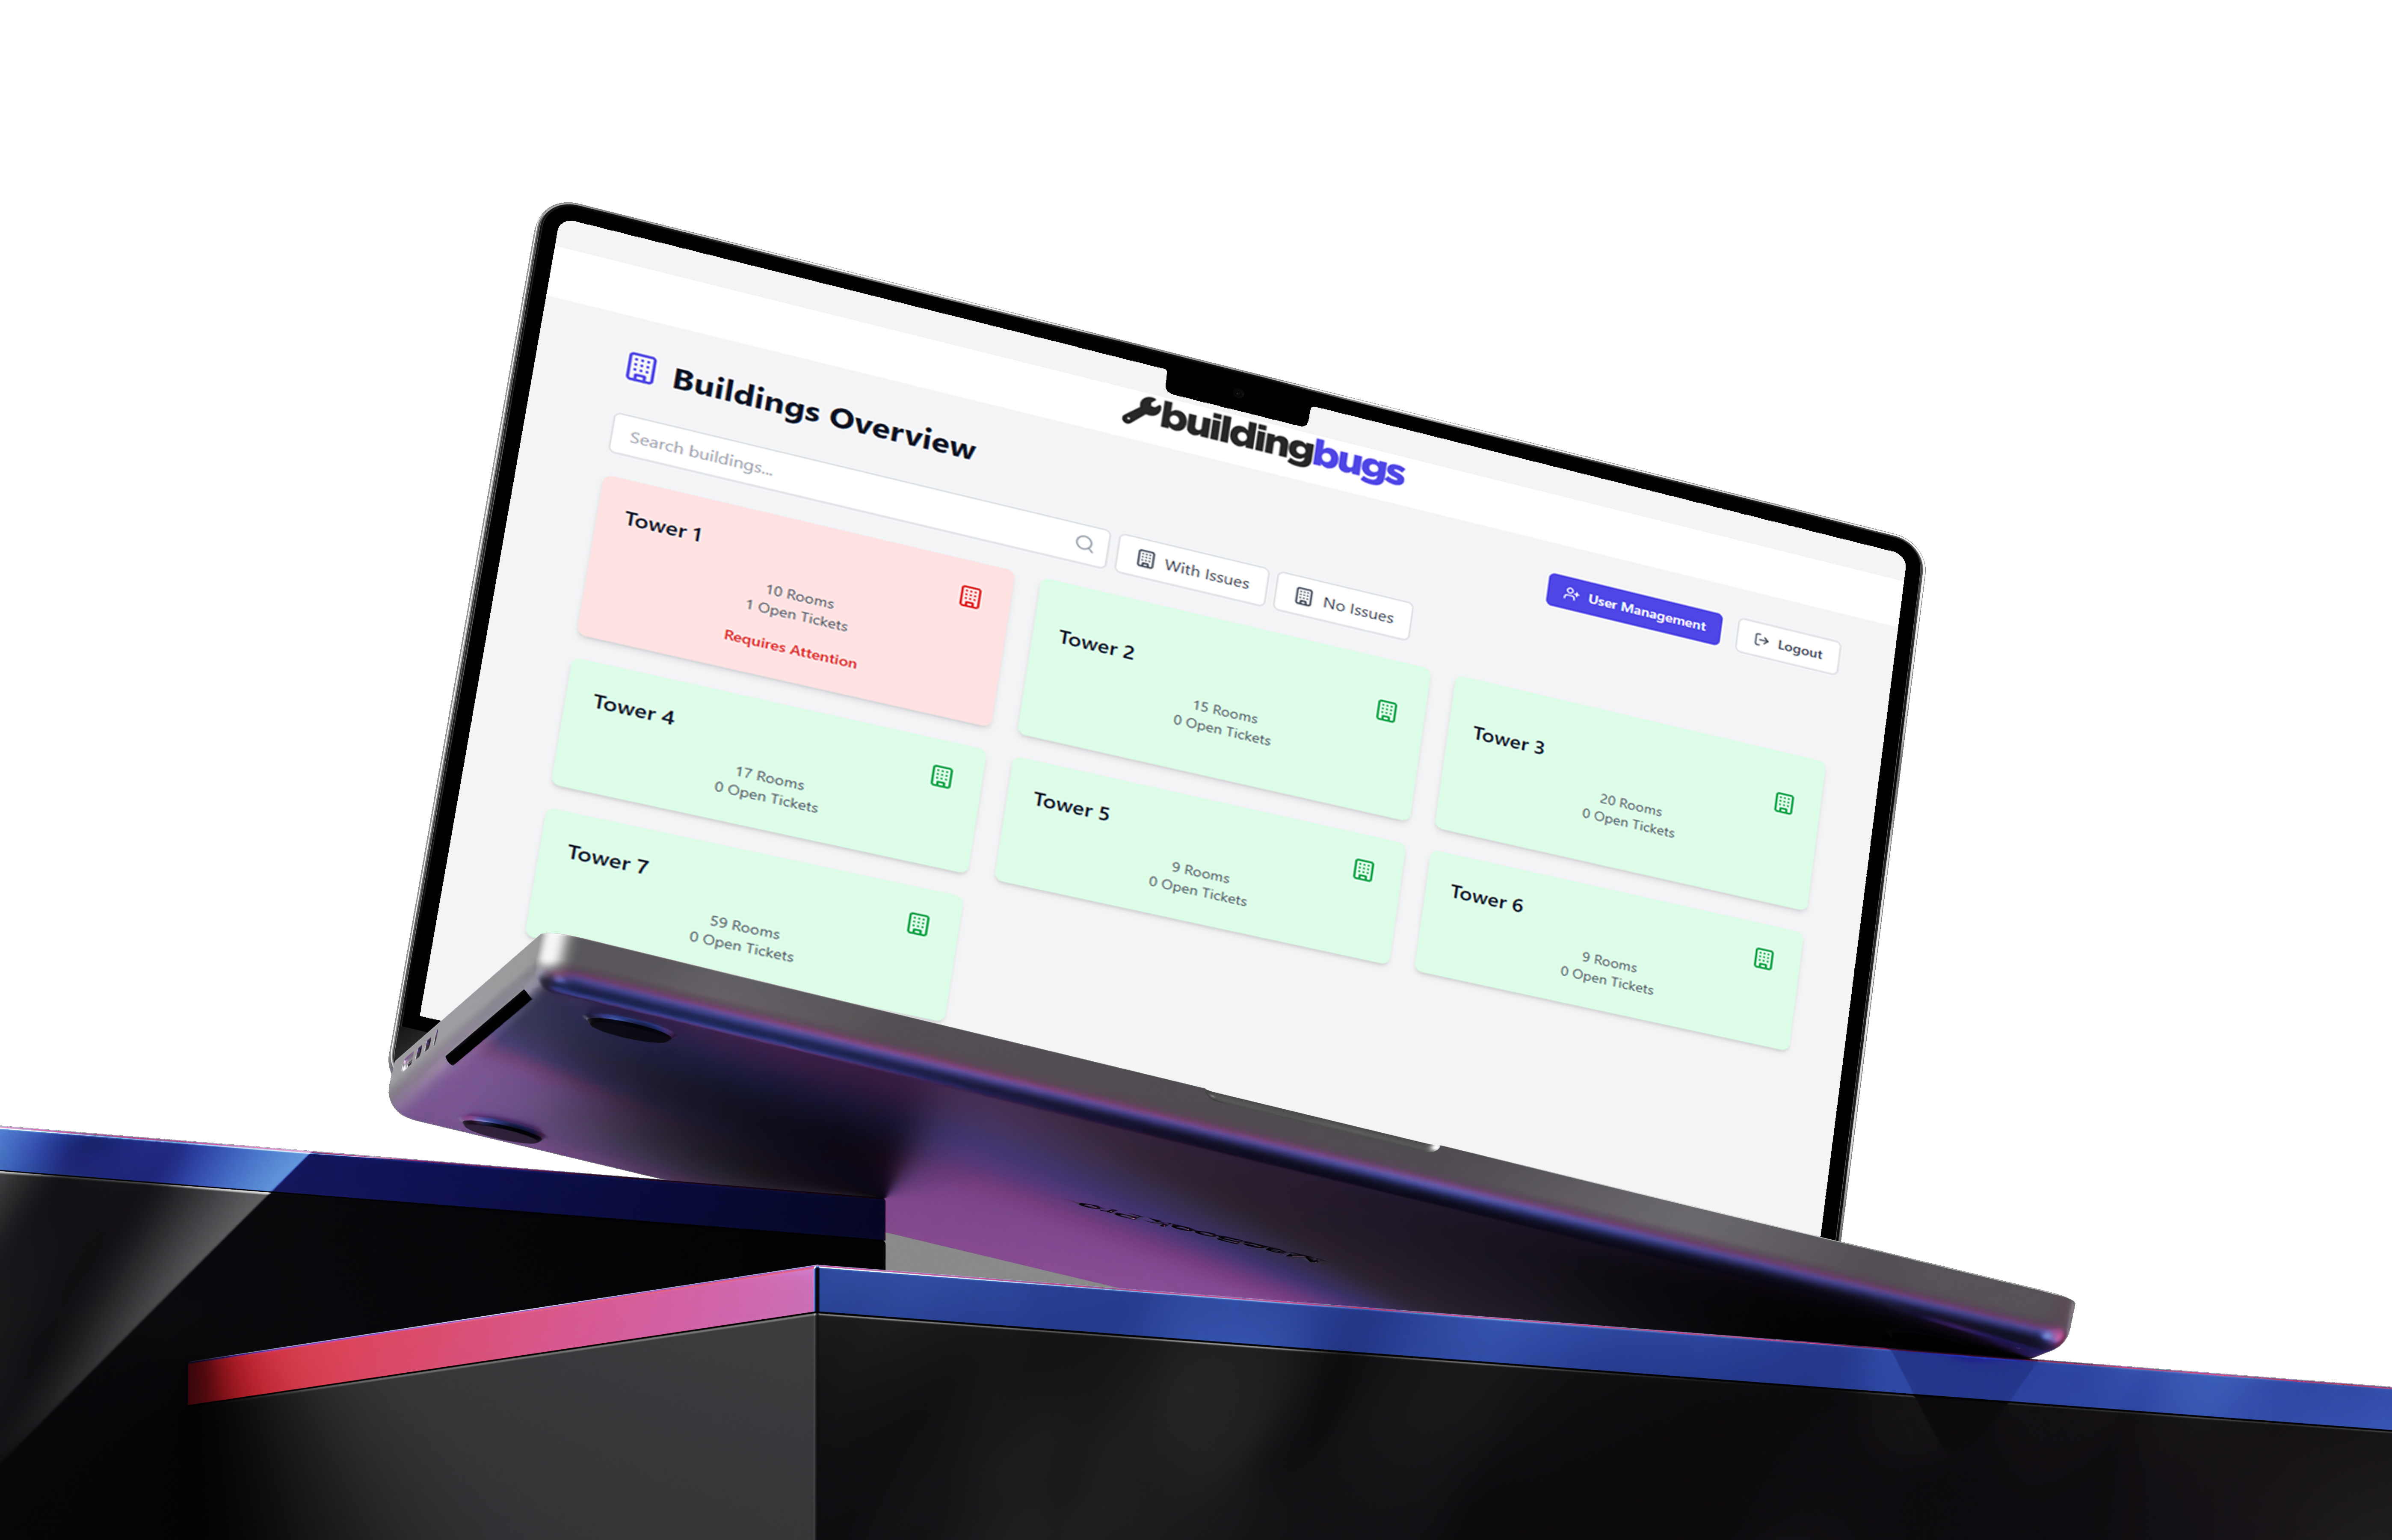 buildingbugs
Buildings Overview
Search buildings...
With Issues
No Issues
User Management
Logout
Tower 1
10 Rooms
1 Open Tickets
Requires Attention
Tower 2
15 Rooms
0 Open Tickets
Tower 3
20 Rooms
0 Open Tickets
Tower 4
17 Rooms
0 Open Tickets
Tower 5
9 Rooms
0 Open Tickets
Tower 6
9 Rooms
0 Open Tickets
Tower 7
59 Rooms
0 Open Tickets
MacBook Pro